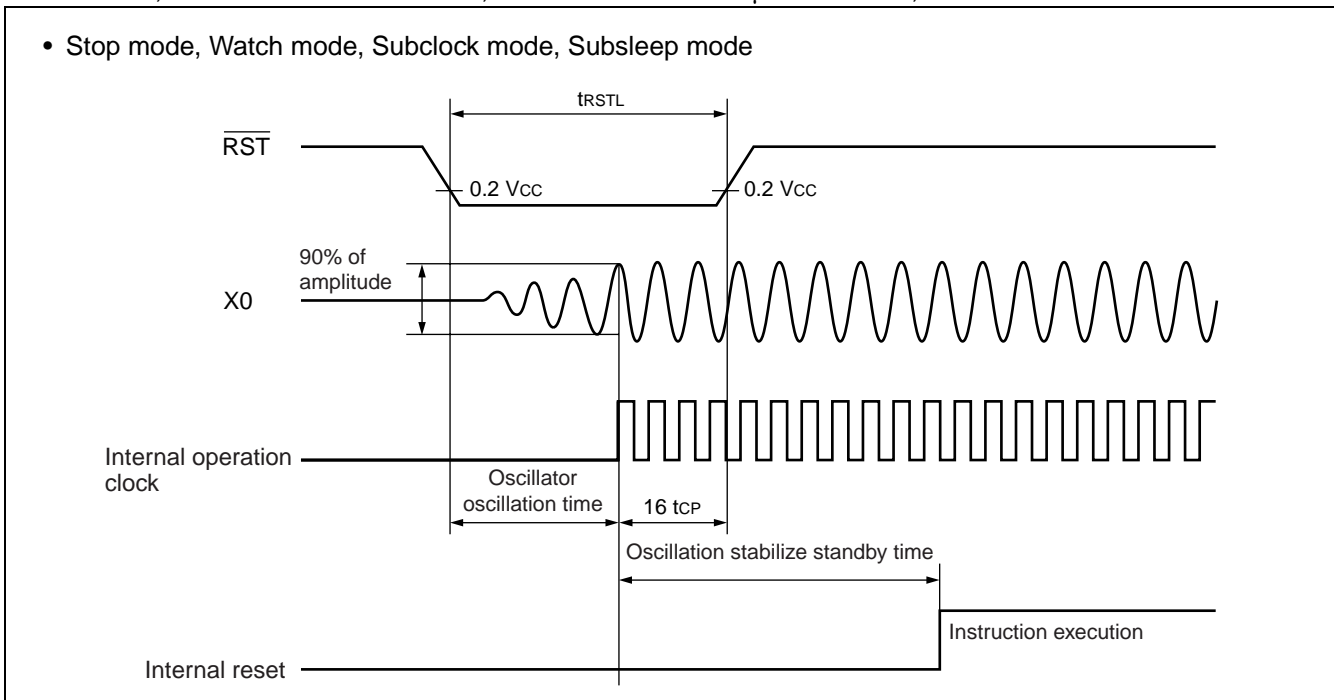 • Stop mode, Watch mode, Subclock mode, Subsleep mode
tRSTL
RST
0.2 VCC
0.2 VCC
90% of
amplitude
X0
Internal operation
clock
Oscillator
oscillation time
16 tCP
Oscillation stabilize standby time
Instruction execution
Internal reset